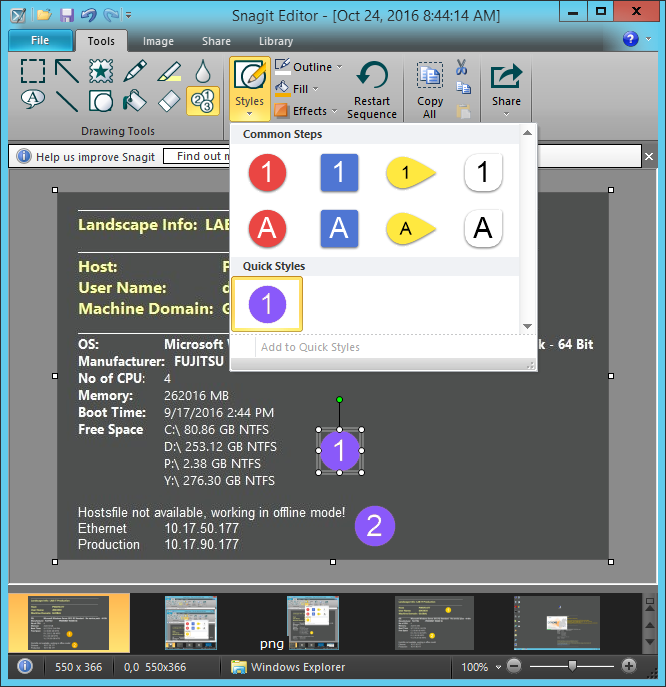 Snagit Editor - [Oct 24, 2016 8:44:14 AM]
File Tools Image Share Library
Styles
Outline
Fill
Effects
Restart Sequence
Copy All
Share
Drawing Tools
Help us improve Snagit Find out m
Common Steps
1 1 1 1
A A A A
Quick Styles
1
Add to Quick Styles
Landscape Info: LAB
Host:
User Name:
Machine Domain:
OS: Microsoft k - 64 Bit
Manufacturer: FUJITSU
No of CPU: 4
Memory: 262016 MB
Boot Time: 9/17/2016 2:44 PM
Free Space C:\ 80.86 GB NTFS
D:\ 253.12 GB NTFS
P:\ 2.38 GB NTFS
Y:\ 276.30 GB NTFS
1
Hostsfile not available, working in offline mode!
Ethernet 10.17.50.177
Production 10.17.90.177
2
png
550 x 366 0,0 550x366 Windows Explorer 100%